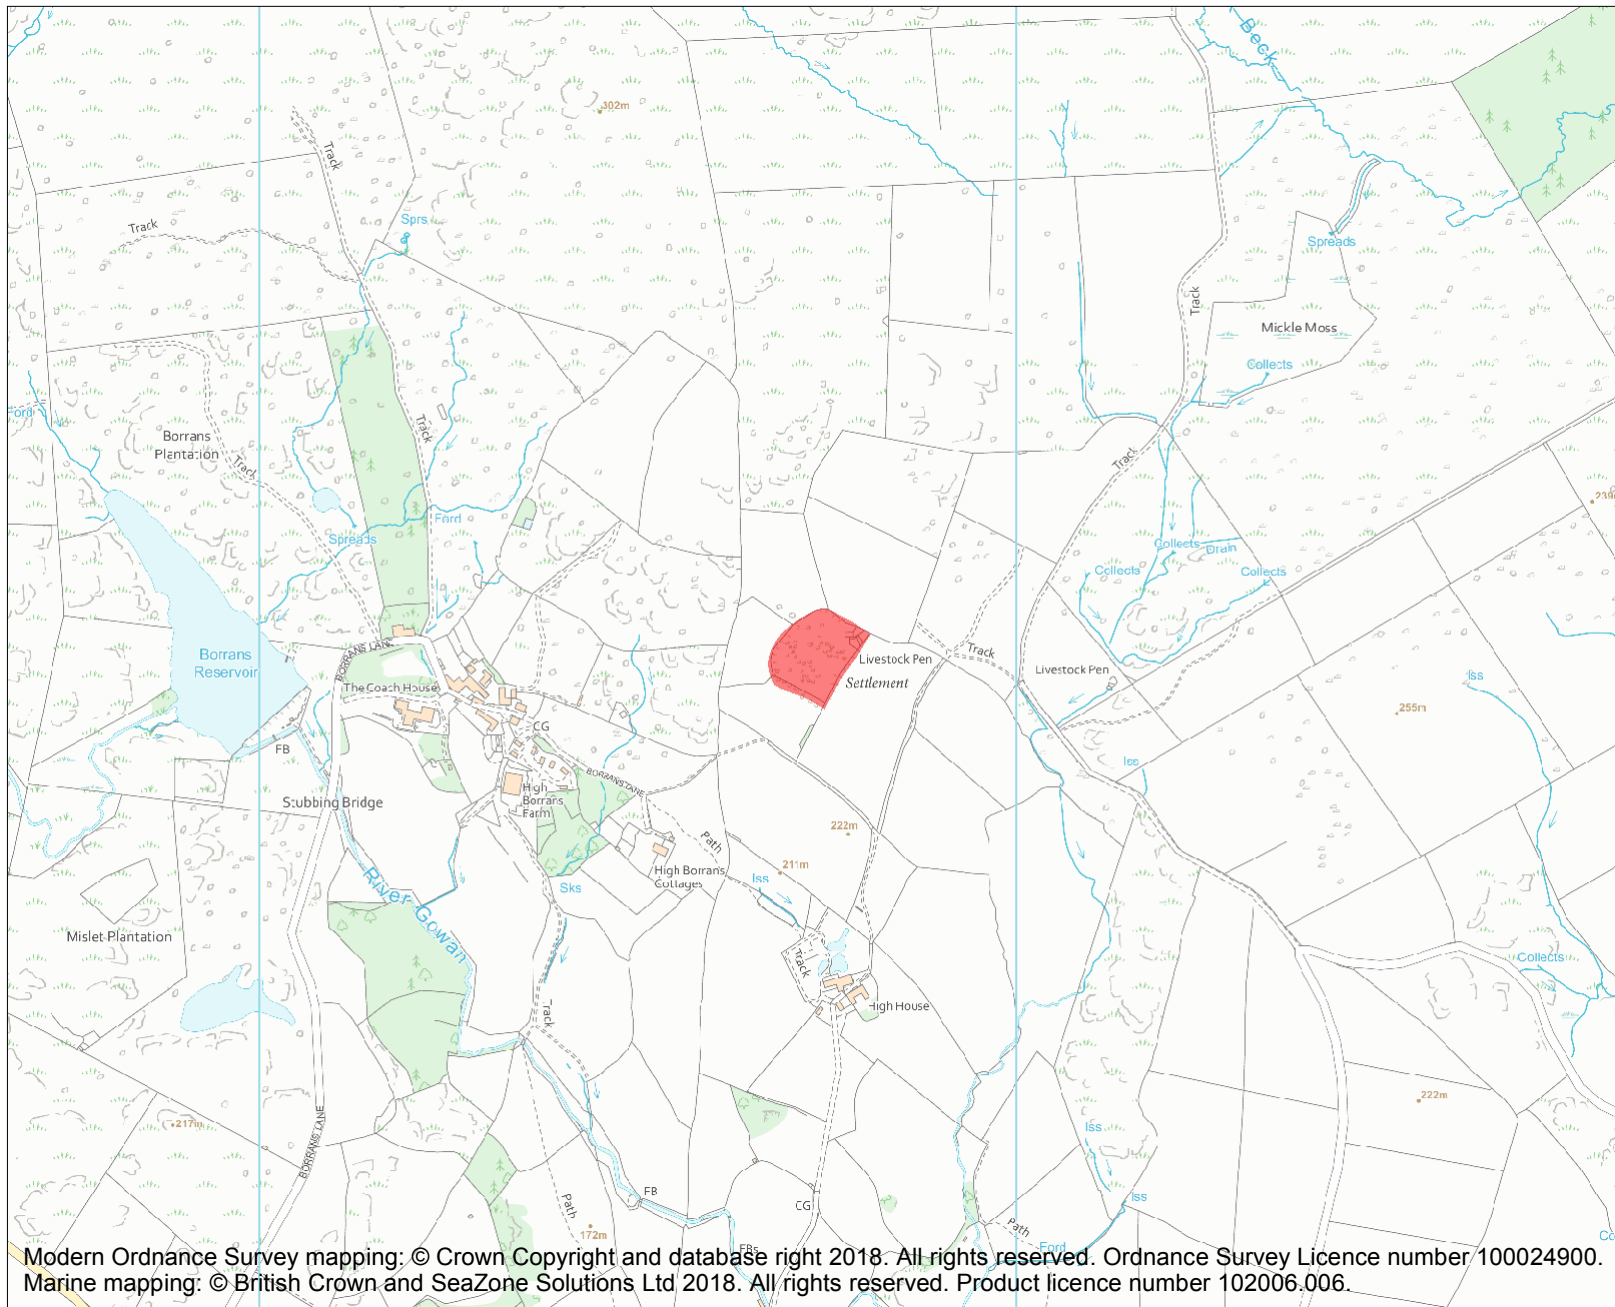 Beck
302m
Track
Sprs
Track
Spreads
Track
Mickle Moss
Collects
Ford
Track
Borrans
Plantation
Track
Track
239m
Ford
Spreads
Collects
Drain
Collects
Collects
Borrans
Reservoir
BORRANS LANE
Livestock Pen
Settlement
Track
Livestock Pen
Iss
The Coach House
255m
CG
FB
Iss
BORRANS LANE
Stubbing Bridge
High
Borrans
Farm
222m
Path
211m
High Borrans
Cottages
Iss
Sks
River Gowan
Mislet Plantation
Track
Collects
High House
Track
222m
217m
BORRANS LANE
Iss
FB
Iss
Path
CG
Path
172m
FBs
Ford
Co
Modern Ordnance Survey mapping: © Crown Copyright and database right 2018. All rights reserved. Ordnance Survey Licence number 100024900.
Marine mapping: © British Crown and SeaZone Solutions Ltd 2018. All rights reserved. Product licence number 102006.006.